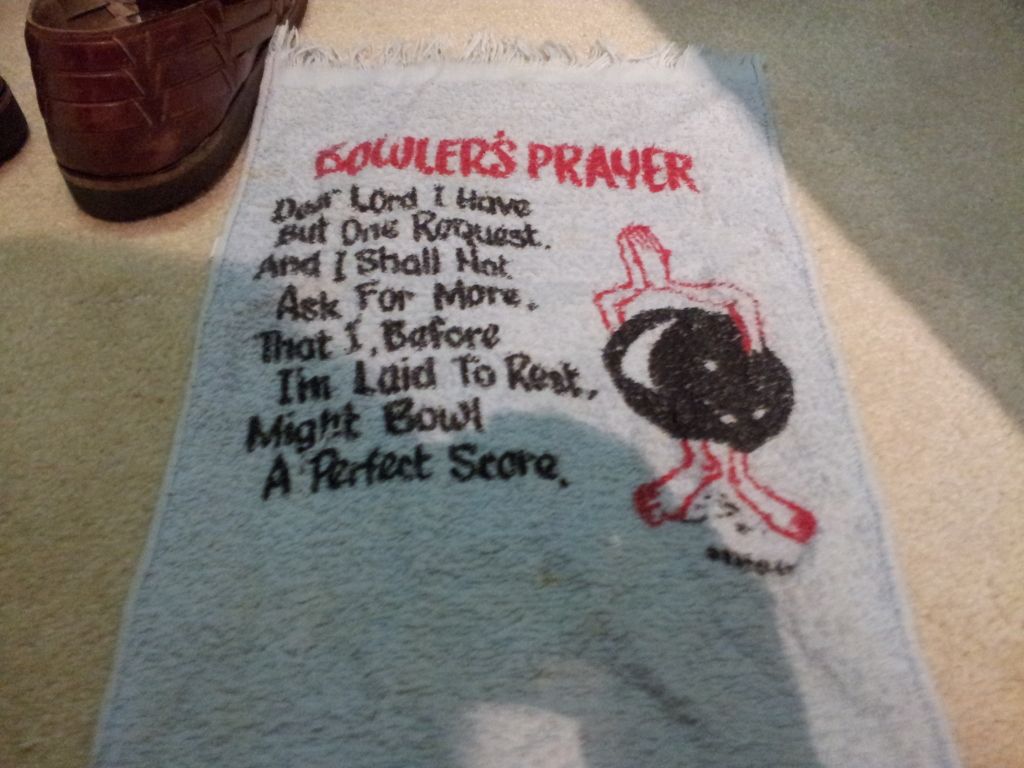 BOWLER'S PRAYER
Dear Lord I Have
But One Request.
And I Shall Not
Ask For More.
That I, Before
I'm Laid To Rest.
Might Bowl
A Perfect Score.